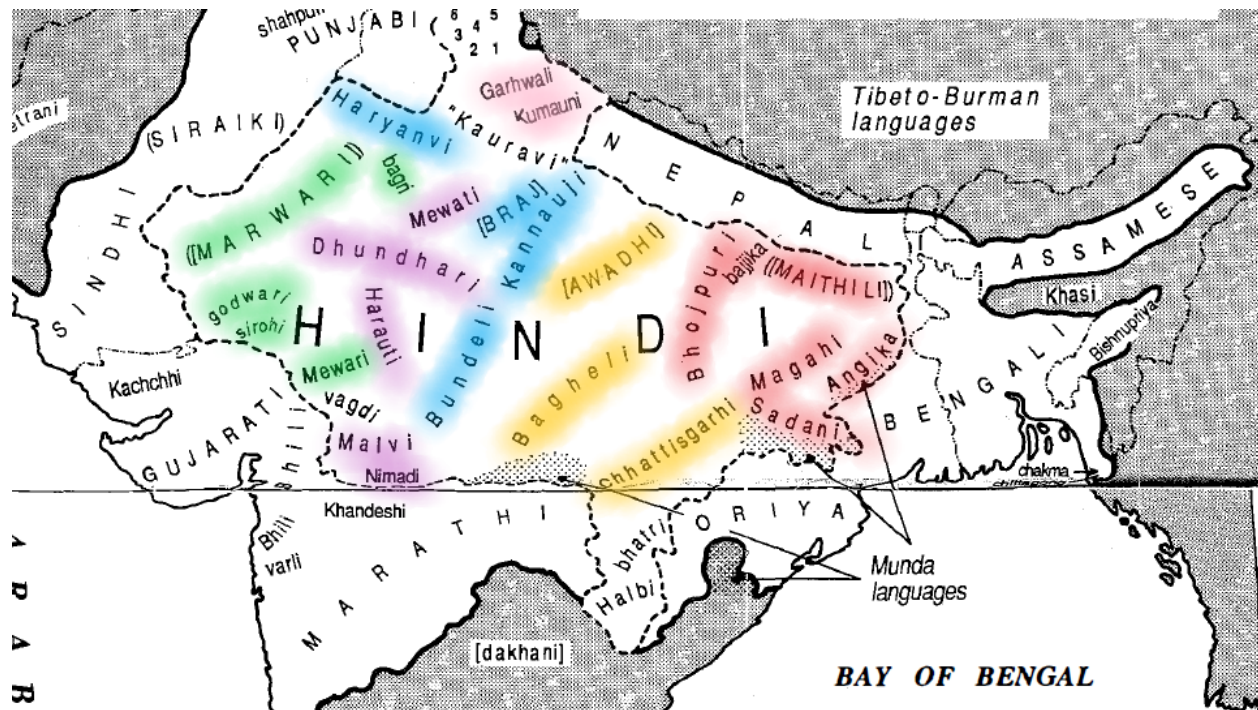 shahpuri
PUNJABI (
6 5
3 4
2 1
etrani
(SIRAIKI)
SINDHI
Haryanvi
"Kauravi"
Garhwali
Kumauni
NEPAL
Tibeto-Burman
languages
([MARWARI])
bagri
Mewati
[BRAJ]
Kannauji
Dhundhari
[AWADHI]
Bhojpuri
bajjika
([MAITHILI])
ASSAMESE
Khasi
Bishnupriya
godwari
sirohi
HINDI
Harauti
Mewari
Bundeli
Bagheli
Magahi
Angika
Sadani
BENGALI
Kachchhi
GUJARATI
Bhili
vagdi
Malvi
Nimadi
chhattisgarhi
chakma
Khandeshi
Bhili
varli
MARATHI
bhatri
Halbi
ORIYA
Munda
languages
[dakhani]
BAY OF BENGAL
ARAB